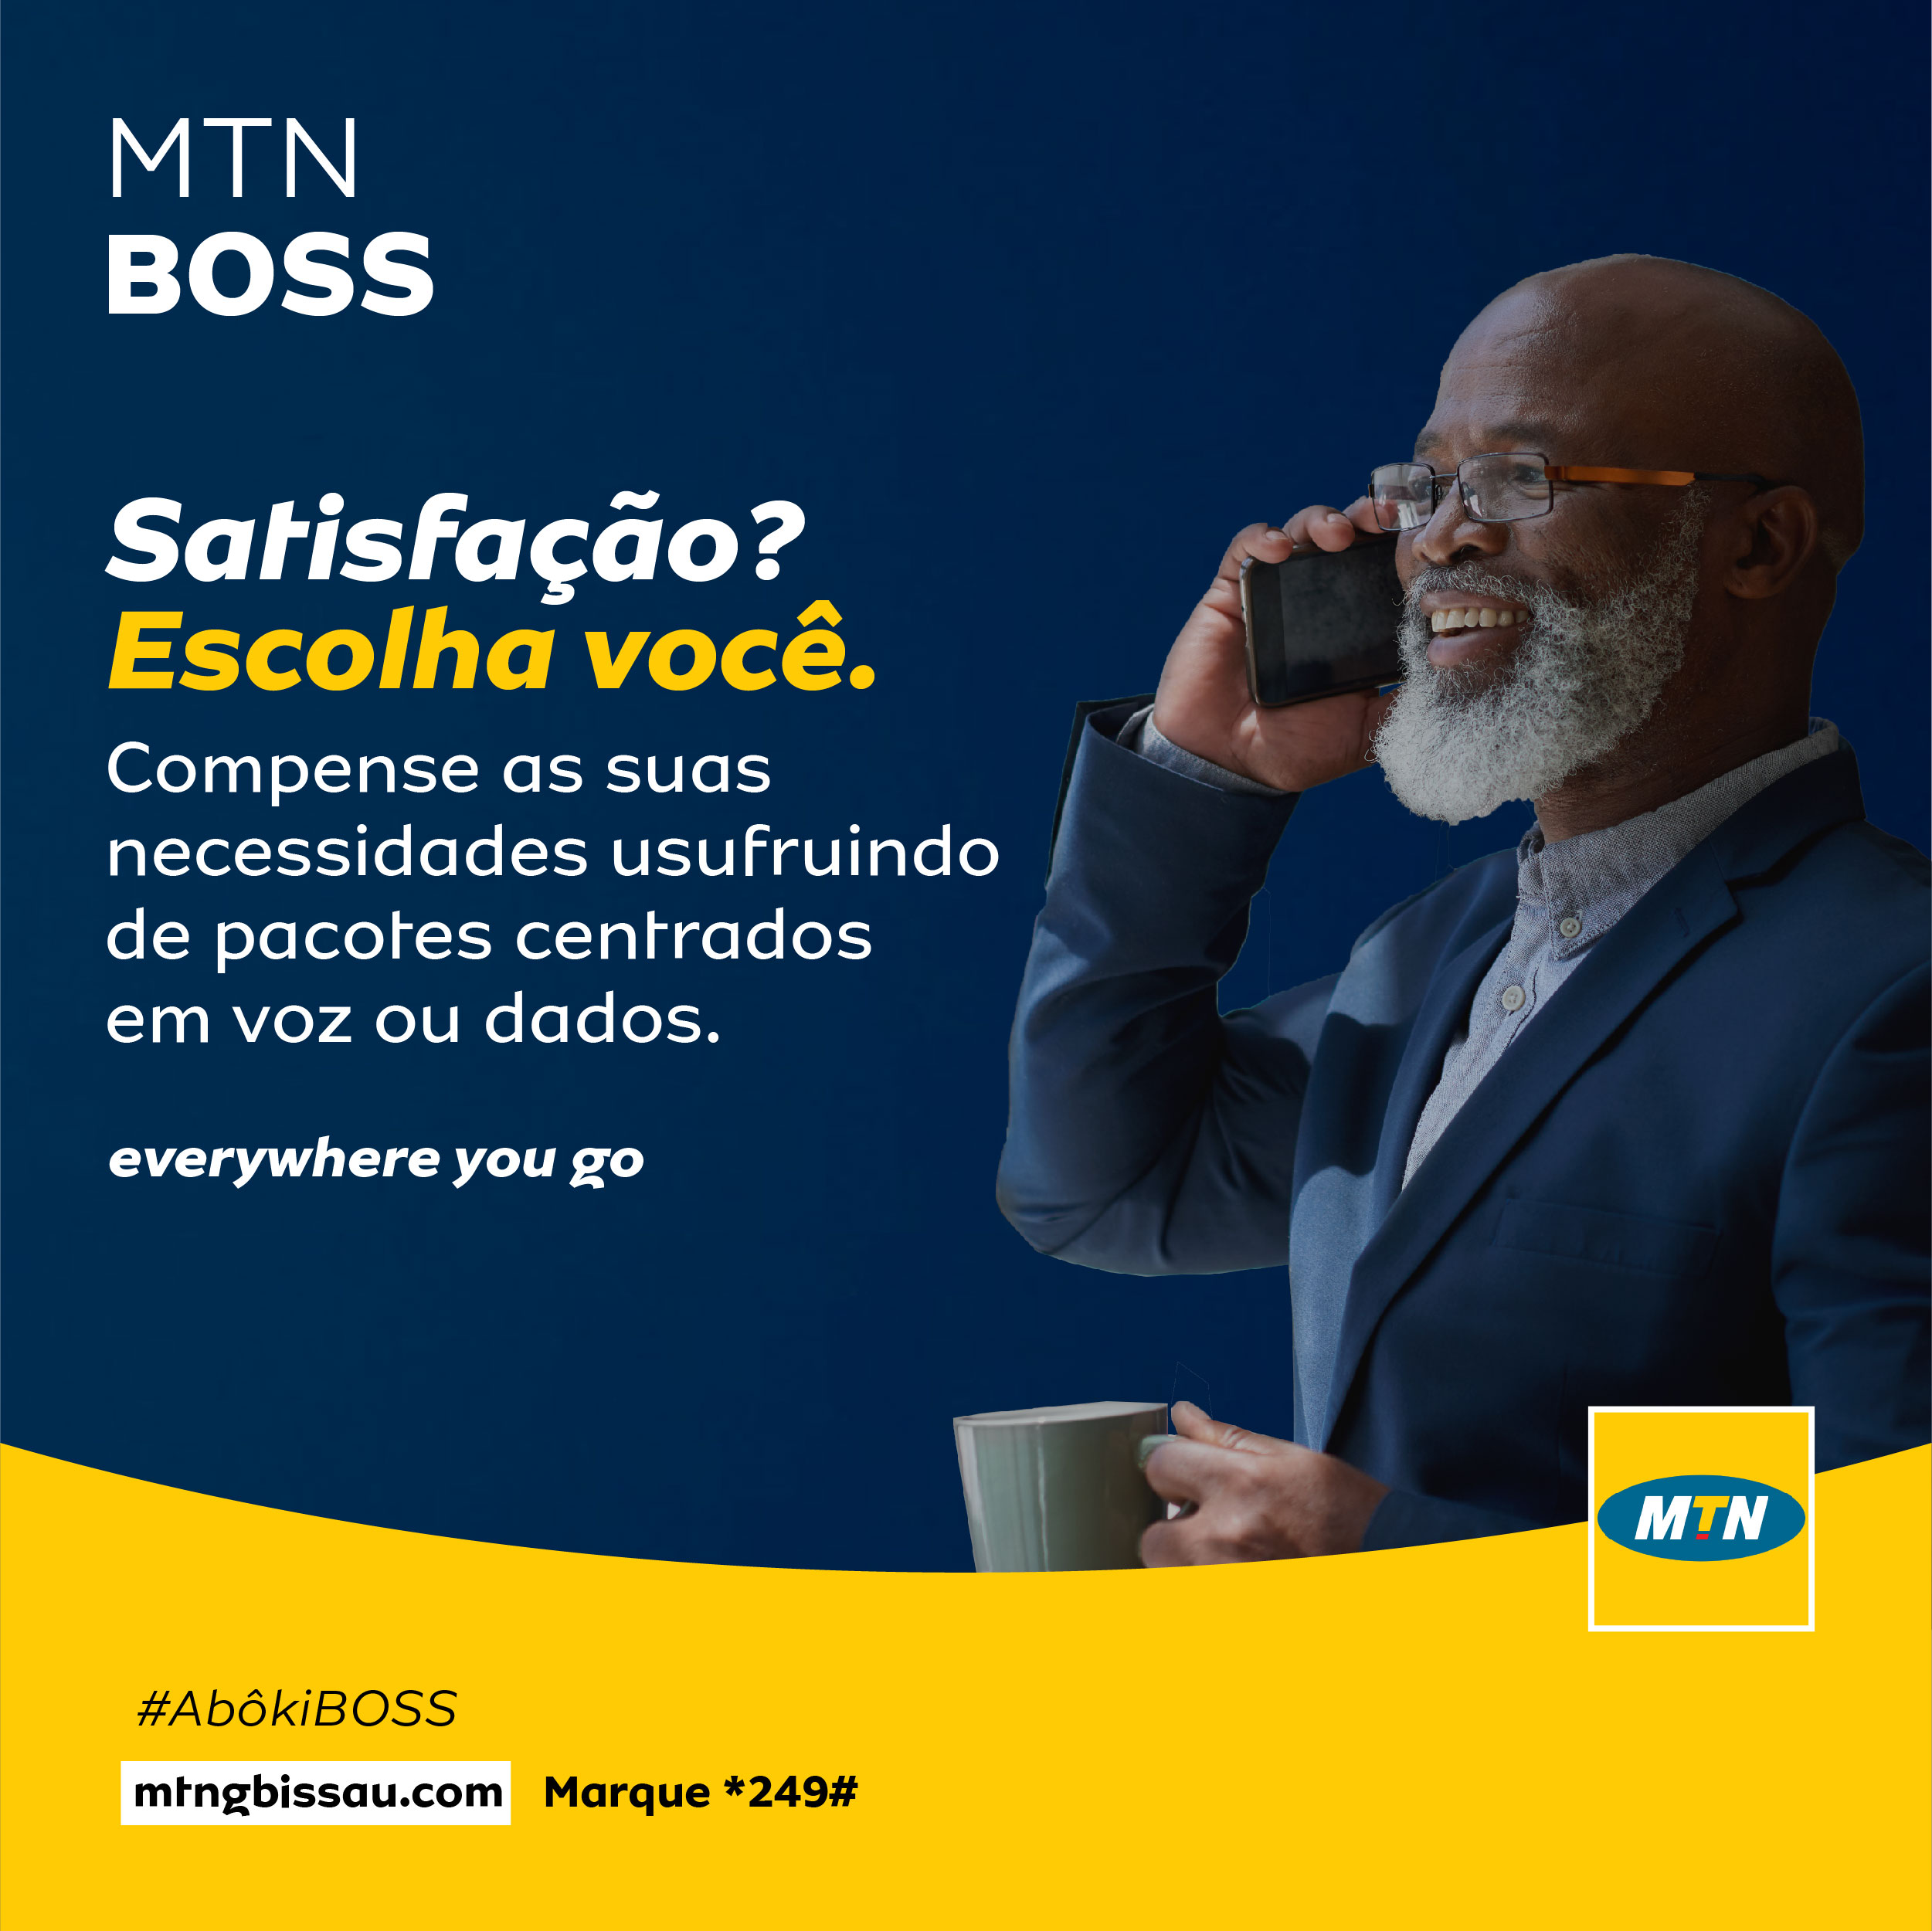 MTN
BOSS
Satisfação?
Escolha você.
Compense as suas
necessidades usufruindo
de pacotes centrados
em voz ou dados.
everywhere you go
MTN
#AbôkiBOSS
mtngbissau.com Marque *249#